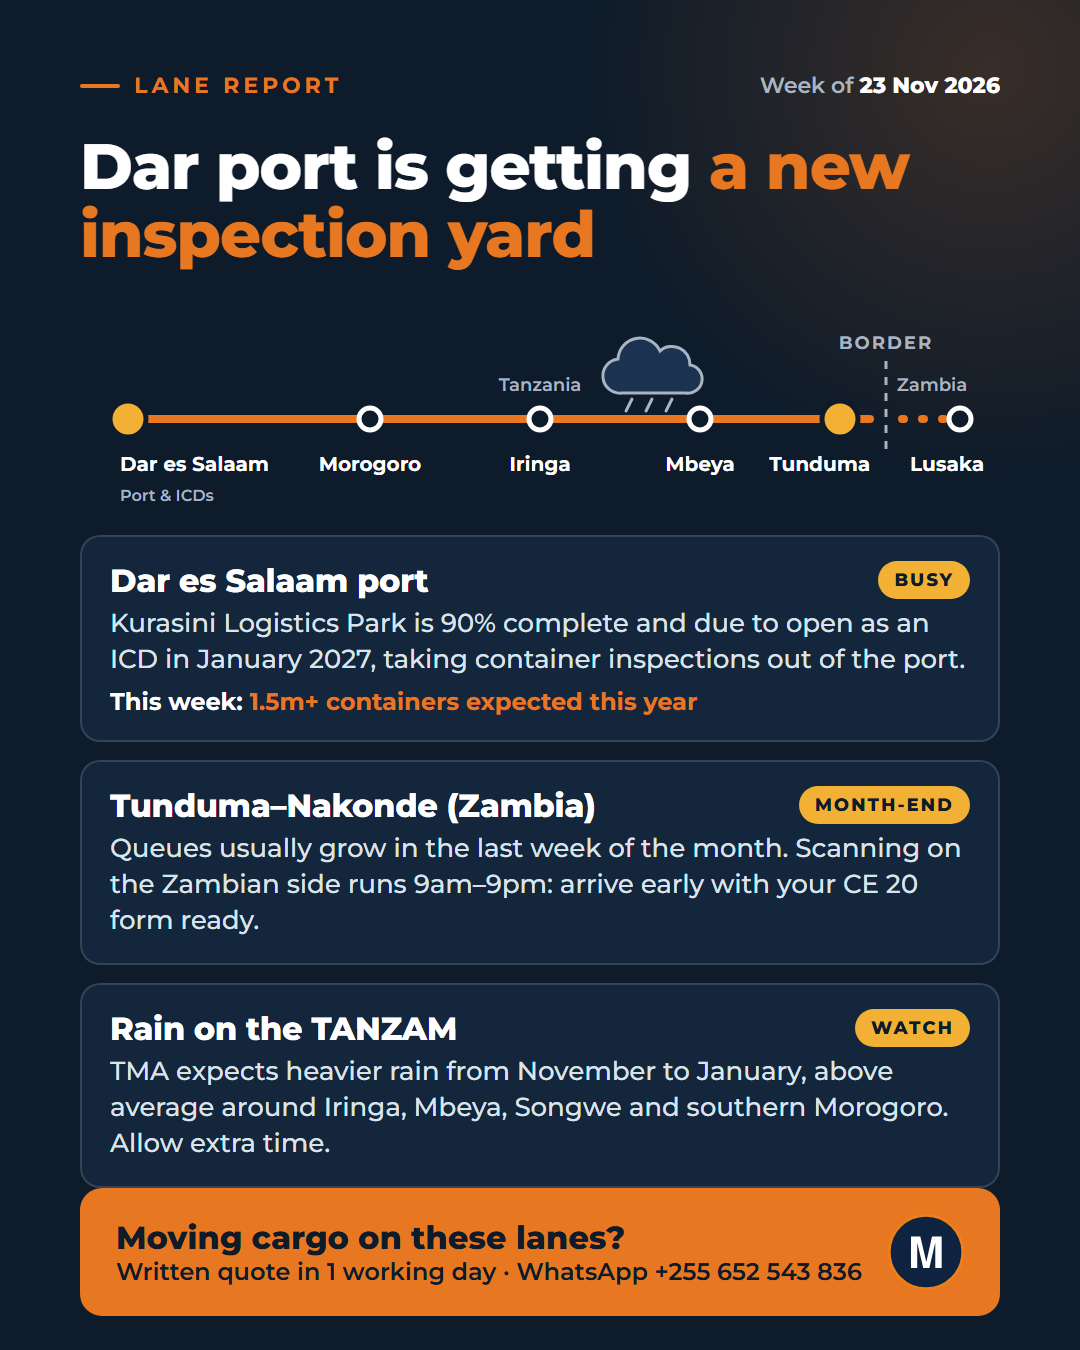 LANE REPORT
Week of 23 Nov 2026
Dar port is getting a new
inspection yard
BORDER
Tanzania
Zambia
Dar es Salaam
Morogoro
Iringa
Mbeya
Tunduma
Lusaka
Port & ICDs
Dar es Salaam port
BUSY
Kurasini Logistics Park is 90% complete and due to open as an
ICD in January 2027, taking container inspections out of the port.
This week: 1.5m+ containers expected this year
Tunduma–Nakonde (Zambia)
MONTH-END
Queues usually grow in the last week of the month. Scanning on
the Zambian side runs 9am–9pm: arrive early with your CE 20
form ready.
Rain on the TANZAM
WATCH
TMA expects heavier rain from November to January, above
average around Iringa, Mbeya, Songwe and southern Morogoro.
Allow extra time.
Moving cargo on these lanes?
Written quote in 1 working day · WhatsApp +255 652 543 836
M